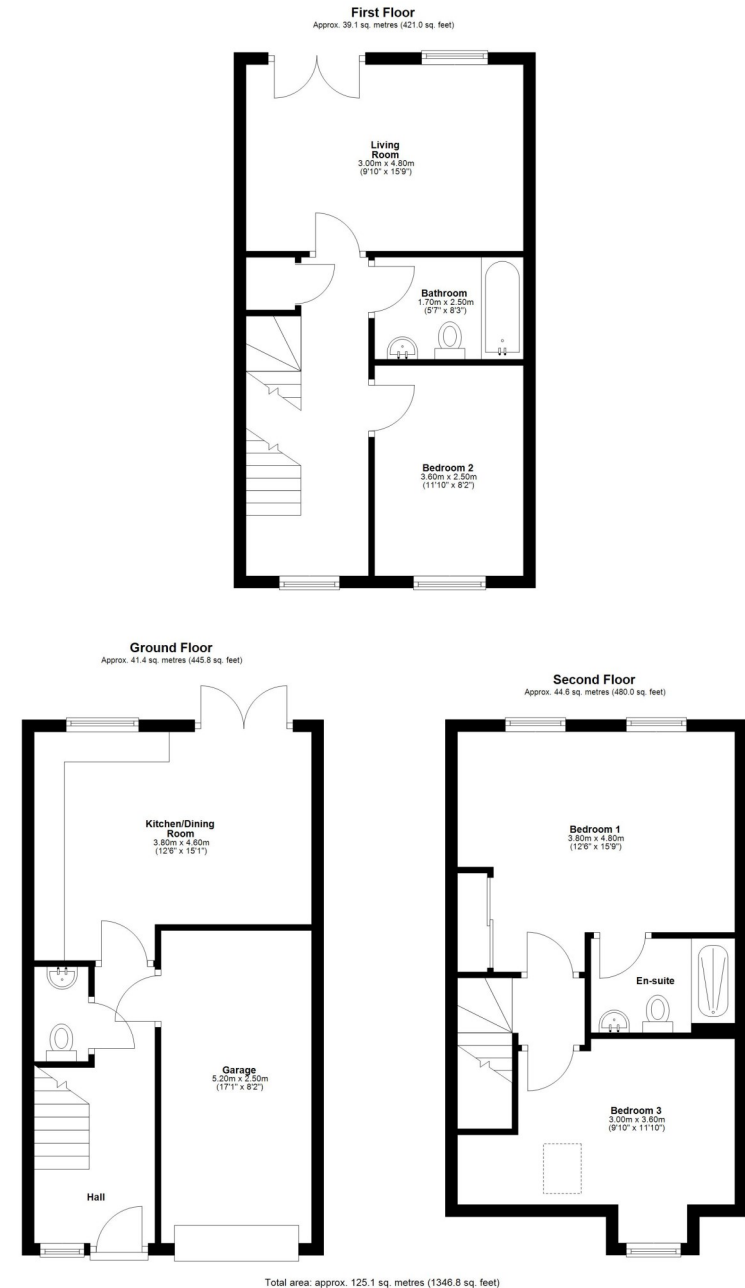 First Floor
Approx. 39.1 sq. metres (421.0 sq. feet)
Living
Room
3.00m x 4.80m
(9'10" x 15'9")
Bathroom
1.70m x 2.50m
(5'7" x 8'3")
Bedroom 2
3.60m x 2.50m
(11'10" x 8'2")
Ground Floor
Approx. 41.4 sq. metres (445.8 sq. feet)
Kitchen/Dining
Room
3.80m x 4.60m
(12'6" x 15'1")
Garage
5.20m x 2.50m
(17'1" x 8'2")
Hall
Second Floor
Approx. 44.6 sq. metres (480.0 sq. feet)
Bedroom 1
3.80m x 4.80m
(12'6" x 15'9")
En-suite
Bedroom 3
3.00m x 3.60m
(9'10" x 11'10")
Total area: approx. 125.1 sq. metres (1346.8 sq. feet)